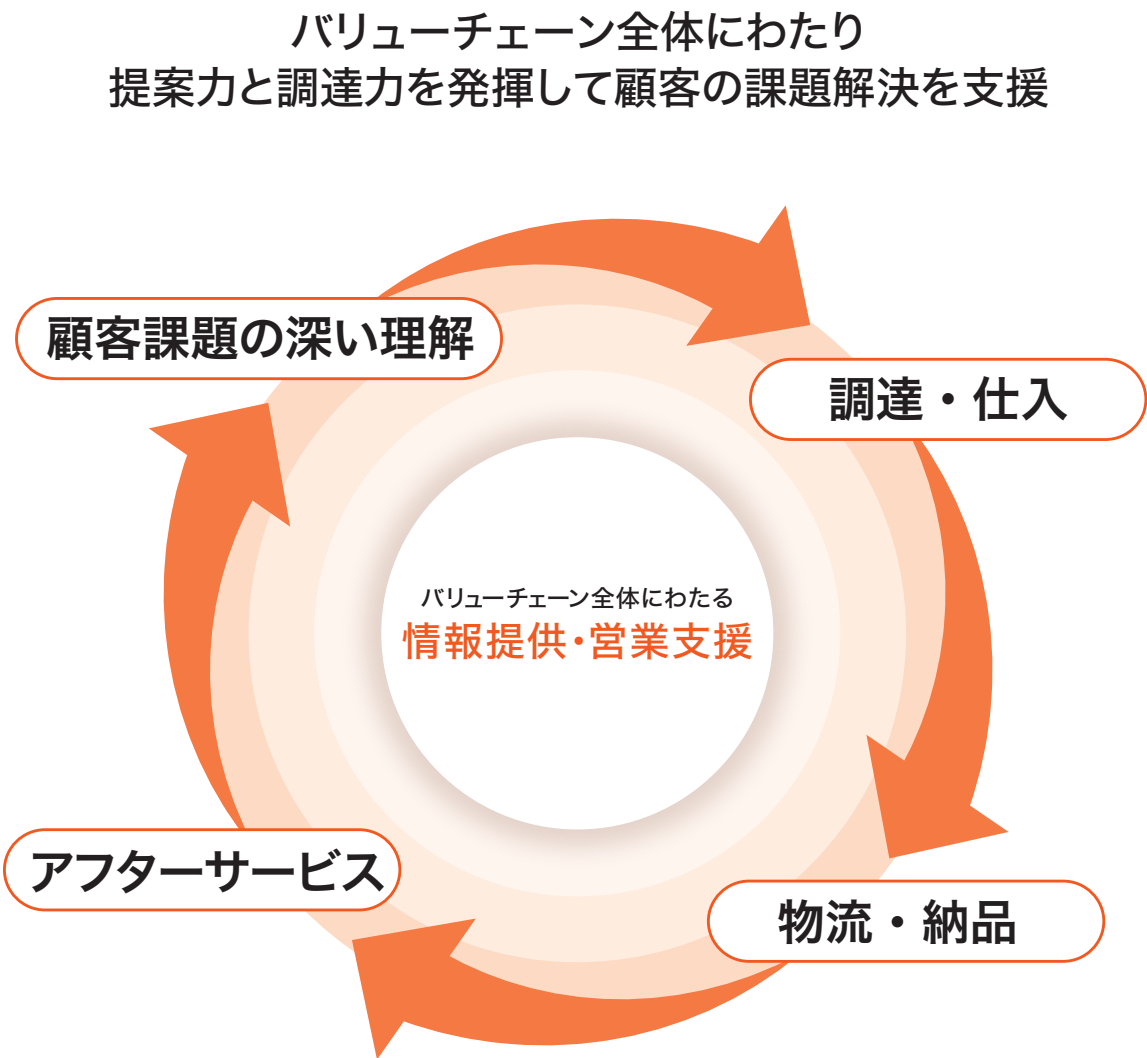 バリューチェーン全体にわたり
提案力と調達力を発揮して顧客の課題解決を支援
顧客課題の深い理解
調達・仕入
バリューチェーン全体にわたる
情報提供・営業支援
アフターサービス
物流・納品